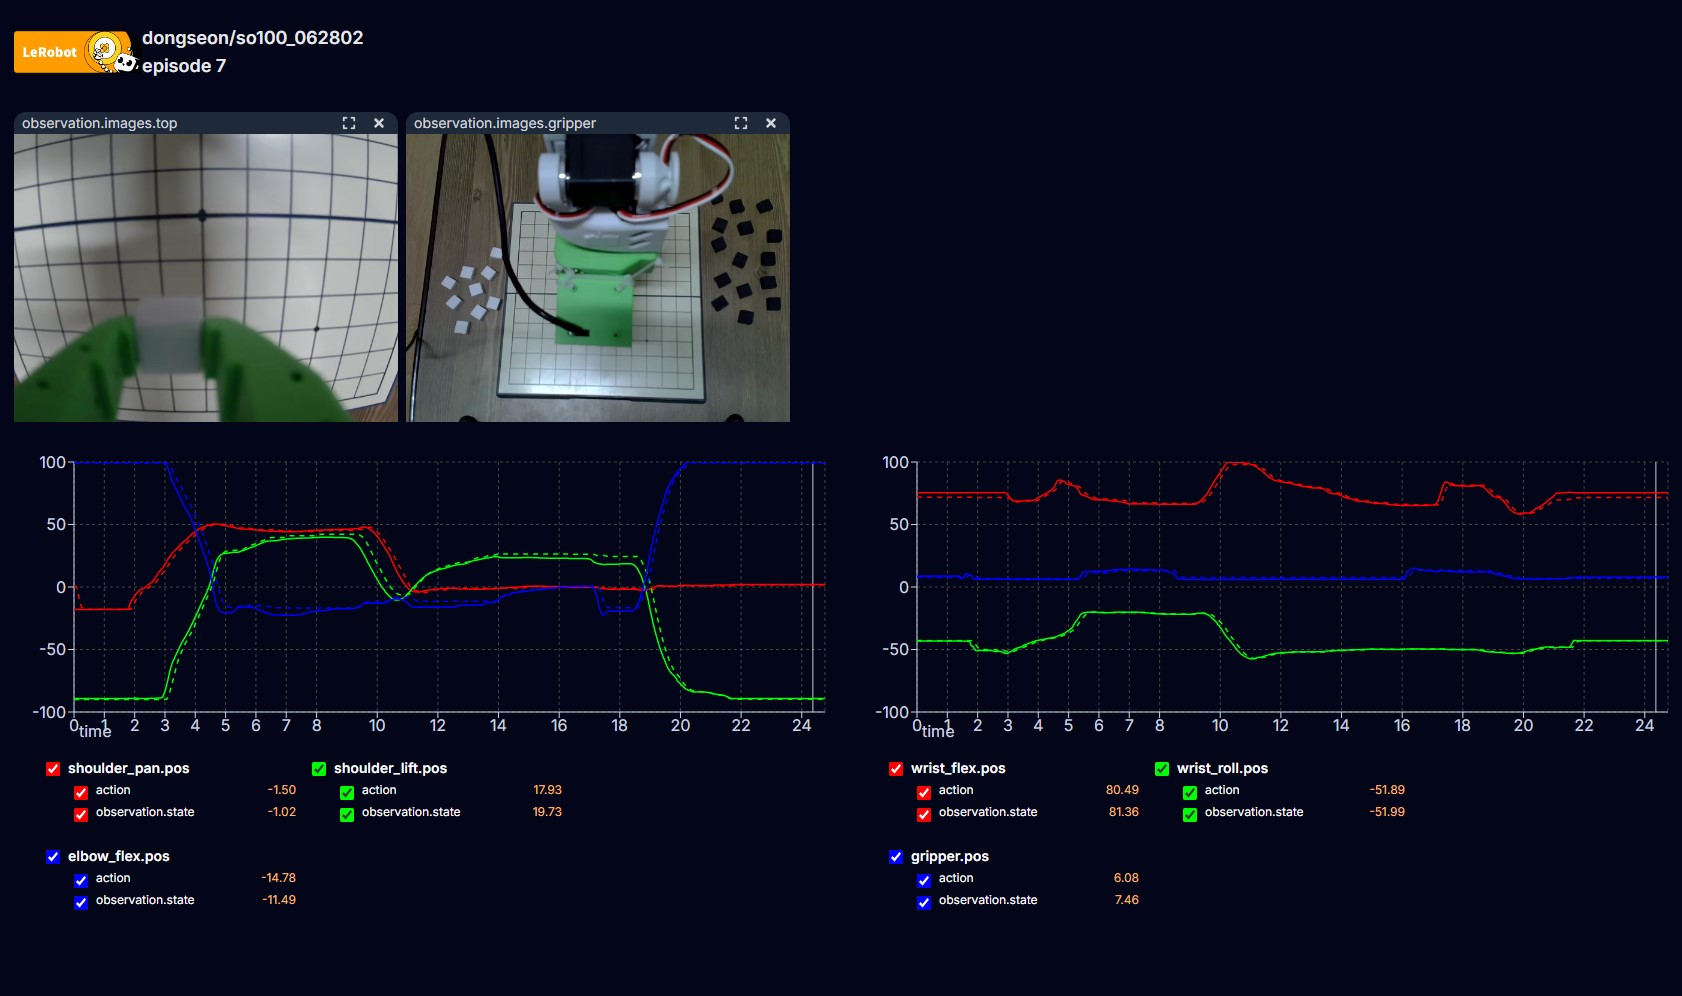 LeRobot
dongseon/so100_062802
episode 7
observation.images.top
observation.images.gripper
100
50
0
-50
-100
0 1 2 3 4 5 6 7 8 10 12 14 16 18 20 22 24
time
100
50
0
-50
-100
0 1 2 3 4 5 6 7 8 10 12 14 16 18 20 22 24
time
shoulder_pan.pos
action -1.50
observation.state -1.02
shoulder_lift.pos
action 17.93
observation.state 19.73
elbow_flex.pos
action -14.78
observation.state -11.49
wrist_flex.pos
action 80.49
observation.state 81.36
wrist_roll.pos
action -51.89
observation.state -51.99
gripper.pos
action 6.08
observation.state 7.46